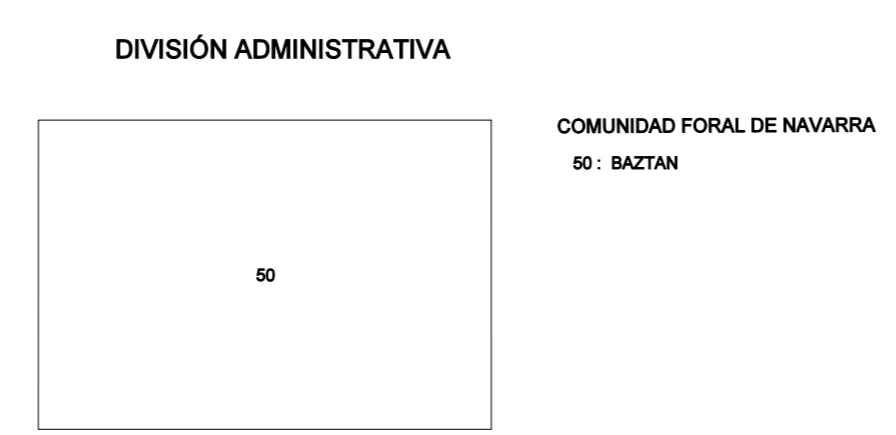 DIVISIÓN ADMINISTRATIVA
50
COMUNIDAD FORAL DE NAVARRA
50 : BAZTAN